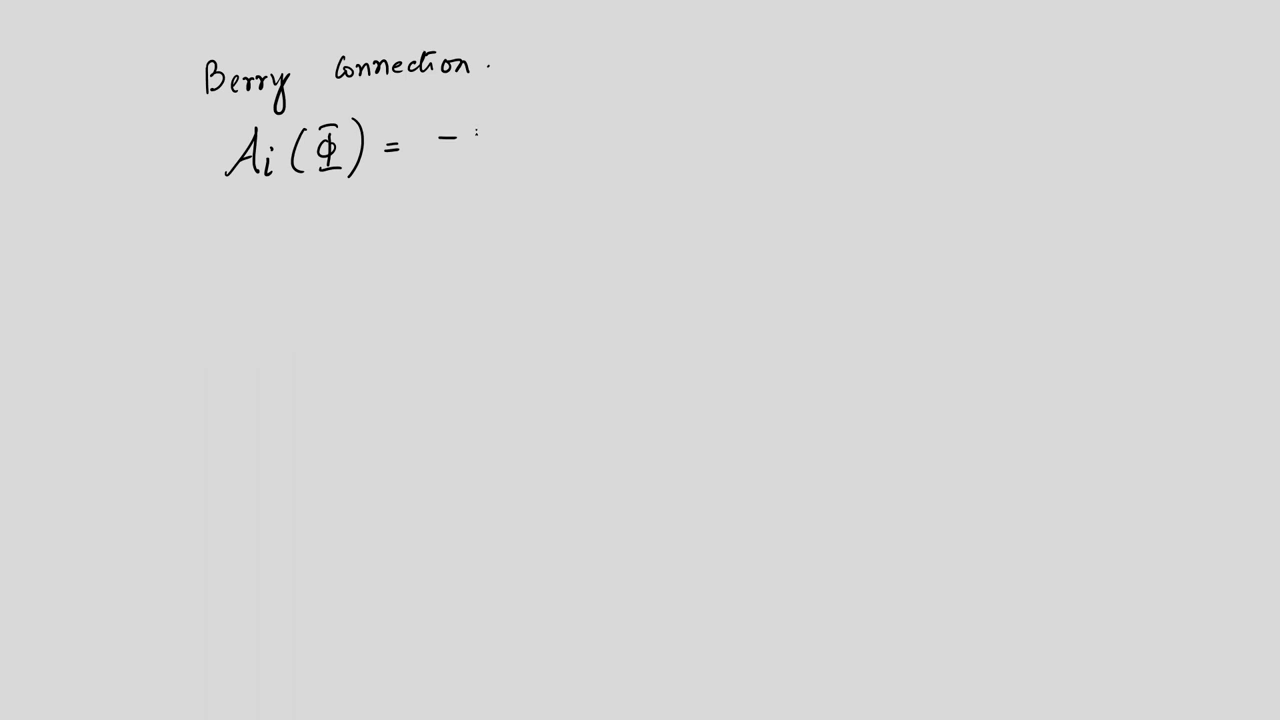 Berry connection.
Ai(Φ) = -